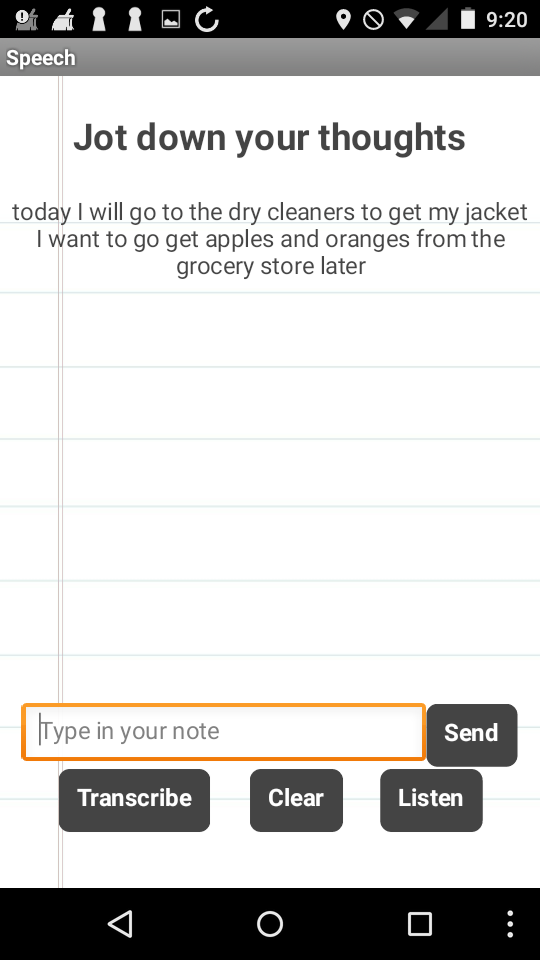 9:20
Speech
Jot down your thoughts
today I will go to the dry cleaners to get my jacket
I want to go get apples and oranges from the
grocery store later
Type in your note
Send
Transcribe
Clear
Listen